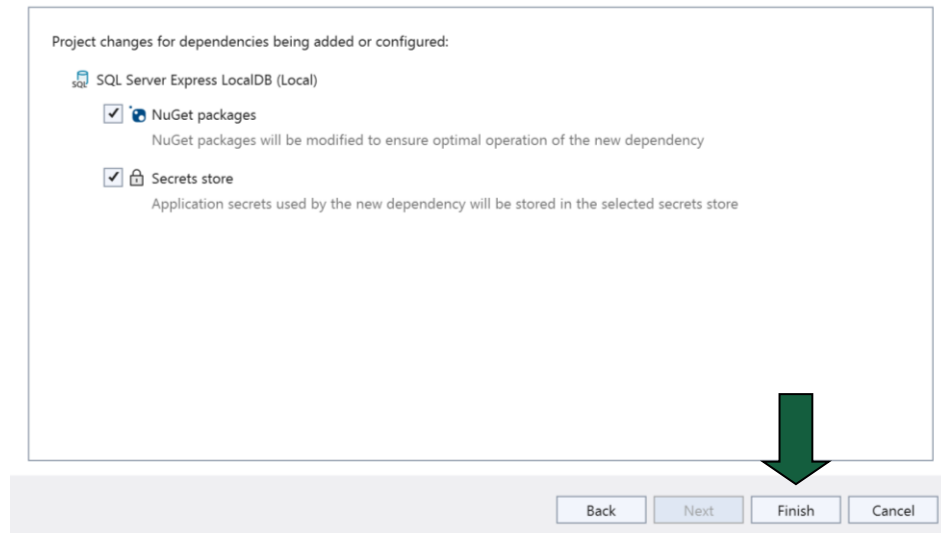 Project changes for dependencies being added or configured:
SQL Server Express LocalDB (Local)
NuGet packages
NuGet packages will be modified to ensure optimal operation of the new dependency
Secrets store
Application secrets used by the new dependency will be stored in the selected secrets store
Back Next Finish Cancel